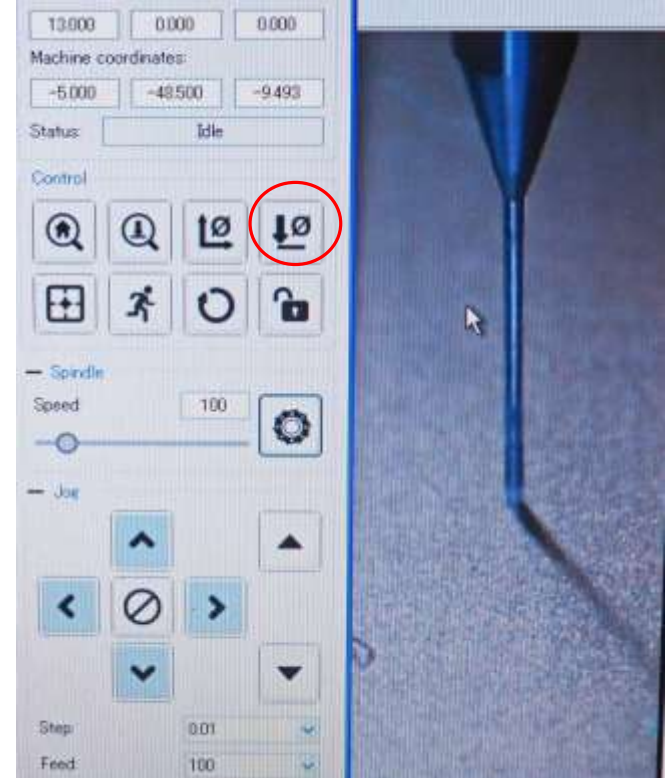 13.000 0.000 0.000
Machine coordinates:
-5.000 -48.500 -9.493
Status: Idle
Control
Spindle
Speed 100
Jog
Step: 0.01
Feed: 100